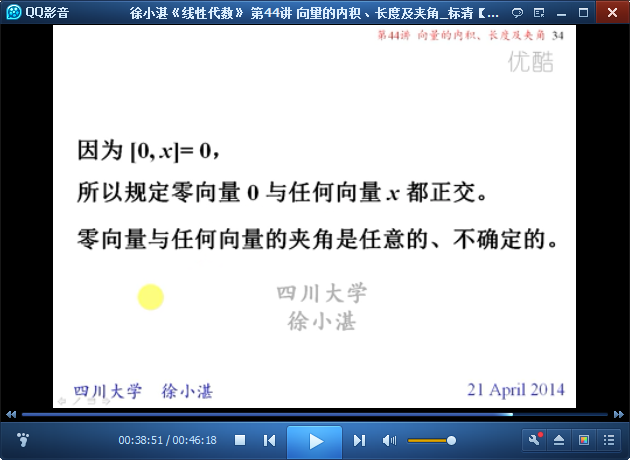 QQ影音
徐小湛《线性代数》 第44讲 向量的内积、长度及夹角_标清【...
第44讲 向量的内积、长度及夹角 34
优酷
因为 [0, x]= 0,
所以规定零向量 0 与任何向量 x 都正交。
零向量与任何向量的夹角是任意的、不确定的。
四川大学
徐小湛
四川大学 徐小湛
21 April 2014
00:38:51 / 00:46:18